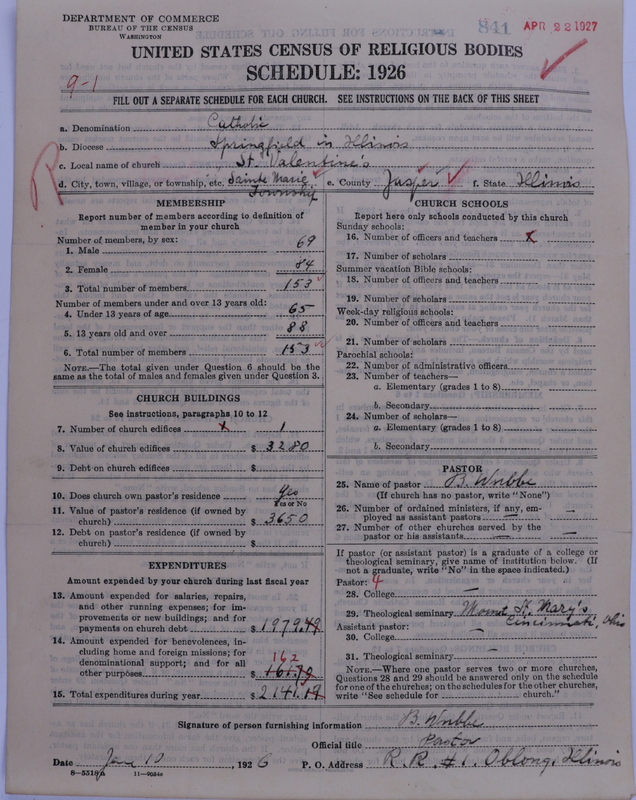 DEPARTMENT OF COMMERCE
BUREAU OF THE CENSUS
WASHINGTON
841
APR 22 1927
UNITED STATES CENSUS OF RELIGIOUS BODIES
SCHEDULE: 1926
9-1
FILL OUT A SEPARATE SCHEDULE FOR EACH CHURCH. SEE INSTRUCTIONS ON THE BACK OF THIS SHEET
a. Denomination Catholic
b. Diocese Springfield in Illinois
c. Local name of church St. Valentine's
d. City, town, village, or township, etc. Sainte Marie Township e. County Jasper f. State Illinois
R
MEMBERSHIP
Report number of members according to definition of member in your church
Number of members, by sex:
1. Male 69
2. Female 84
3. Total number of members 153
Number of members under and over 13 years old:
4. Under 13 years of age 65
5. 13 years old and over 88
6. Total number of members 153
NOTE.—The total given under Question 6 should be the
same as the total of males and females given under Question 3.
CHURCH BUILDINGS
See instructions, paragraphs 10 to 12
7. Number of church edifices x 1
8. Value of church edifices $ 3280
9. Debt on church edifices $
10. Does church own pastor's residence Yes
Yes or No
11. Value of pastor's residence (if owned by
church) $ 3650
12. Debt on pastor's residence (if owned by
church) $
EXPENDITURES
Amount expended by your church during last fiscal year
13. Amount expended for salaries, repairs,
and other running expenses; for im-
provements or new buildings; and for
payments on church debt $ 1979.49
14. Amount expended for benevolences, in-
cluding home and foreign missions; for
denominational support; and for all
other purposes $ 161.70
162
15. Total expenditures during year $ 2141.19
CHURCH SCHOOLS
Report here only schools conducted by this church
Sunday schools:
16. Number of officers and teachers x
17. Number of scholars
Summer vacation Bible schools:
18. Number of officers and teachers
19. Number of scholars
Week-day religious schools:
20. Number of officers and teachers
21. Number of scholars
Parochial schools:
22. Number of administrative officers
23. Number of teachers—
a. Elementary (grades 1 to 8)
b. Secondary
24. Number of scholars—
a. Elementary (grades 1 to 8)
b. Secondary
PASTOR
25. Name of pastor B. Wubbe
(If church has no pastor, write "None")
26. Number of ordained ministers, if any, em-
ployed as assistant pastors —
27. Number of other churches served by the
pastor or his assistants —
If pastor (or assistant pastor) is a graduate of a college or
theological seminary, give name of institution below. (If
not a graduate, write "No" in the space indicated.)
Pastor: 4
28. College —
29. Theological seminary Mount St. Mary's
Cincinnati, Ohio
Assistant pastor:
30. College —
31. Theological seminary —
NOTE.—Where one pastor serves two or more churches,
Questions 28 and 29 should be answered only on the schedule
for one of the churches; on the schedules for the other churches,
write "See schedule for ........ church."
Signature of person furnishing information B. Wubbe
Official title Pastor
Date June 10, 1926 P. O. Address R.R. #1. Oblong, Illinois
8—5518a 11—9034